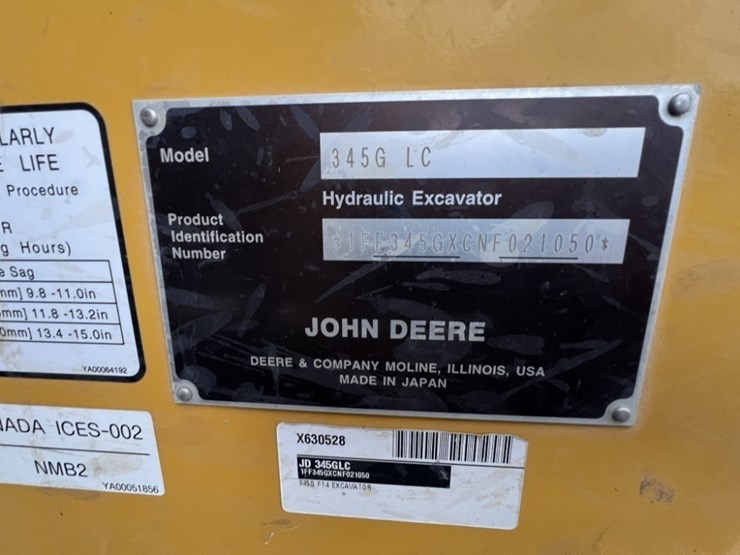 LARLY
E LIFE
Procedure
R
g Hours)
e Sag
mm] 9.8 -11.0in
mm] 11.8 -13.2in
0mm] 13.4 -15.0in
YA00064192
Model
345G LC
Hydraulic Excavator
Product
Identification
Number
*1FF345GXCNF021050*
JOHN DEERE
DEERE & COMPANY MOLINE, ILLINOIS, USA
MADE IN JAPAN
NADA ICES-002
NMB2
YA00051856
X630528
JD 345GLC
1FF345GXCNF021050
345G FT4 EXCAVATOR